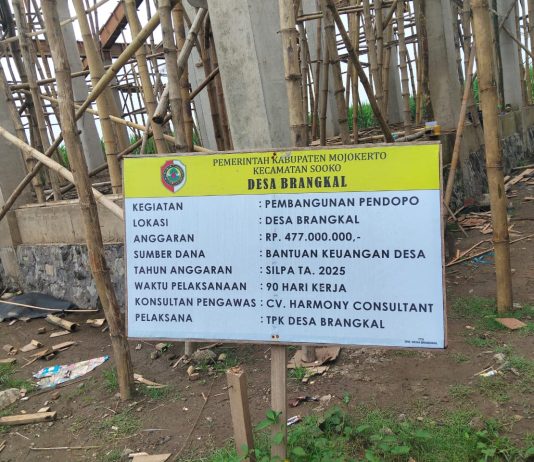 PEMERINTAH KABUPATEN MOJOKERTO
KECAMATAN SOOKO
DESA BRANGKAL
KEGIATAN : PEMBANGUNAN PENDOPO
LOKASI : DESA BRANGKAL
ANGGARAN : RP. 477.000.000,-
SUMBER DANA : BANTUAN KEUANGAN DESA
TAHUN ANGGARAN : SILPA TA. 2025
WAKTU PELAKSANAAN : 90 HARI KERJA
KONSULTAN PENGAWAS : CV. HARMONY CONSULTANT
PELAKSANA : TPK DESA BRANGKAL